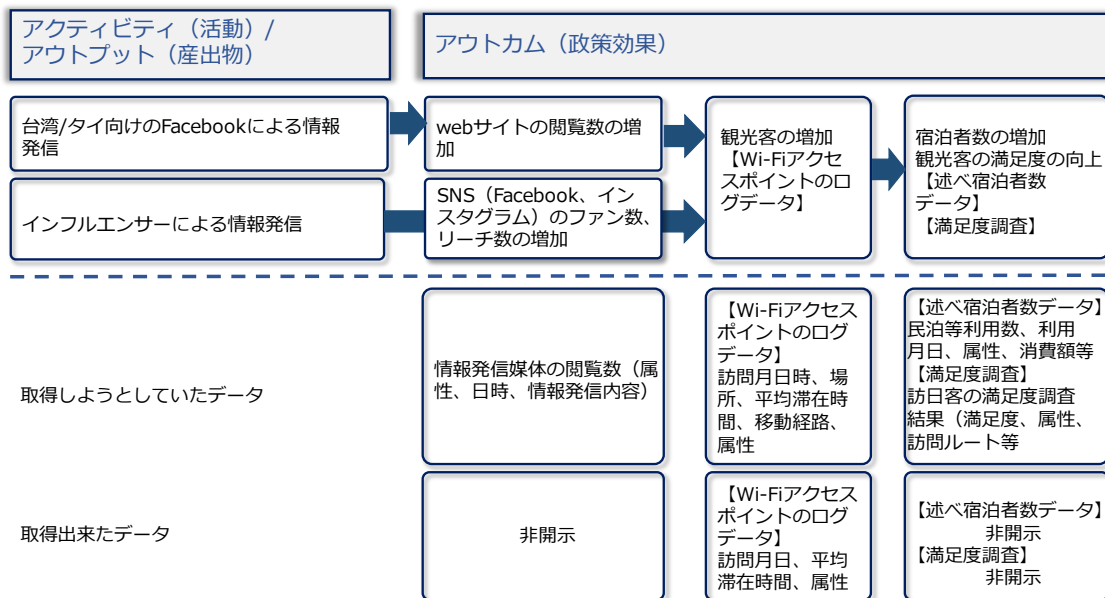 アクティビティ（活動）/
アウトプット（産出物）
アウトカム（政策効果）
台湾/タイ向けのFacebookによる情報
発信
webサイトの閲覧数の増
加
インフルエンサーによる情報発信
SNS（Facebook、イン
スタグラム）のファン数、
リーチ数の増加
観光客の増加
【Wi-Fiアクセ
スポイントのロ
グデータ】
宿泊者数の増加
観光客の満足度の向上
【述べ宿泊者数
データ】
【満足度調査】
取得しようとしていたデータ
情報発信媒体の閲覧数（属
性、日時、情報発信内容）
【Wi-Fiアクセス
ポイントのログ
データ】
訪問月日時、場
所、平均滞在時
間、移動経路、
属性
【述べ宿泊者数データ】
民泊等利用数、利用
月日、属性、消費額等
【満足度調査】
訪日客の満足度調査
結果（満足度、属性、
訪問ルート等
取得出来たデータ
非開示
【Wi-Fiアクセス
ポイントのログ
データ】
訪問月日、平均
滞在時間、属性
【述べ宿泊者数データ】
非開示
【満足度調査】
非開示